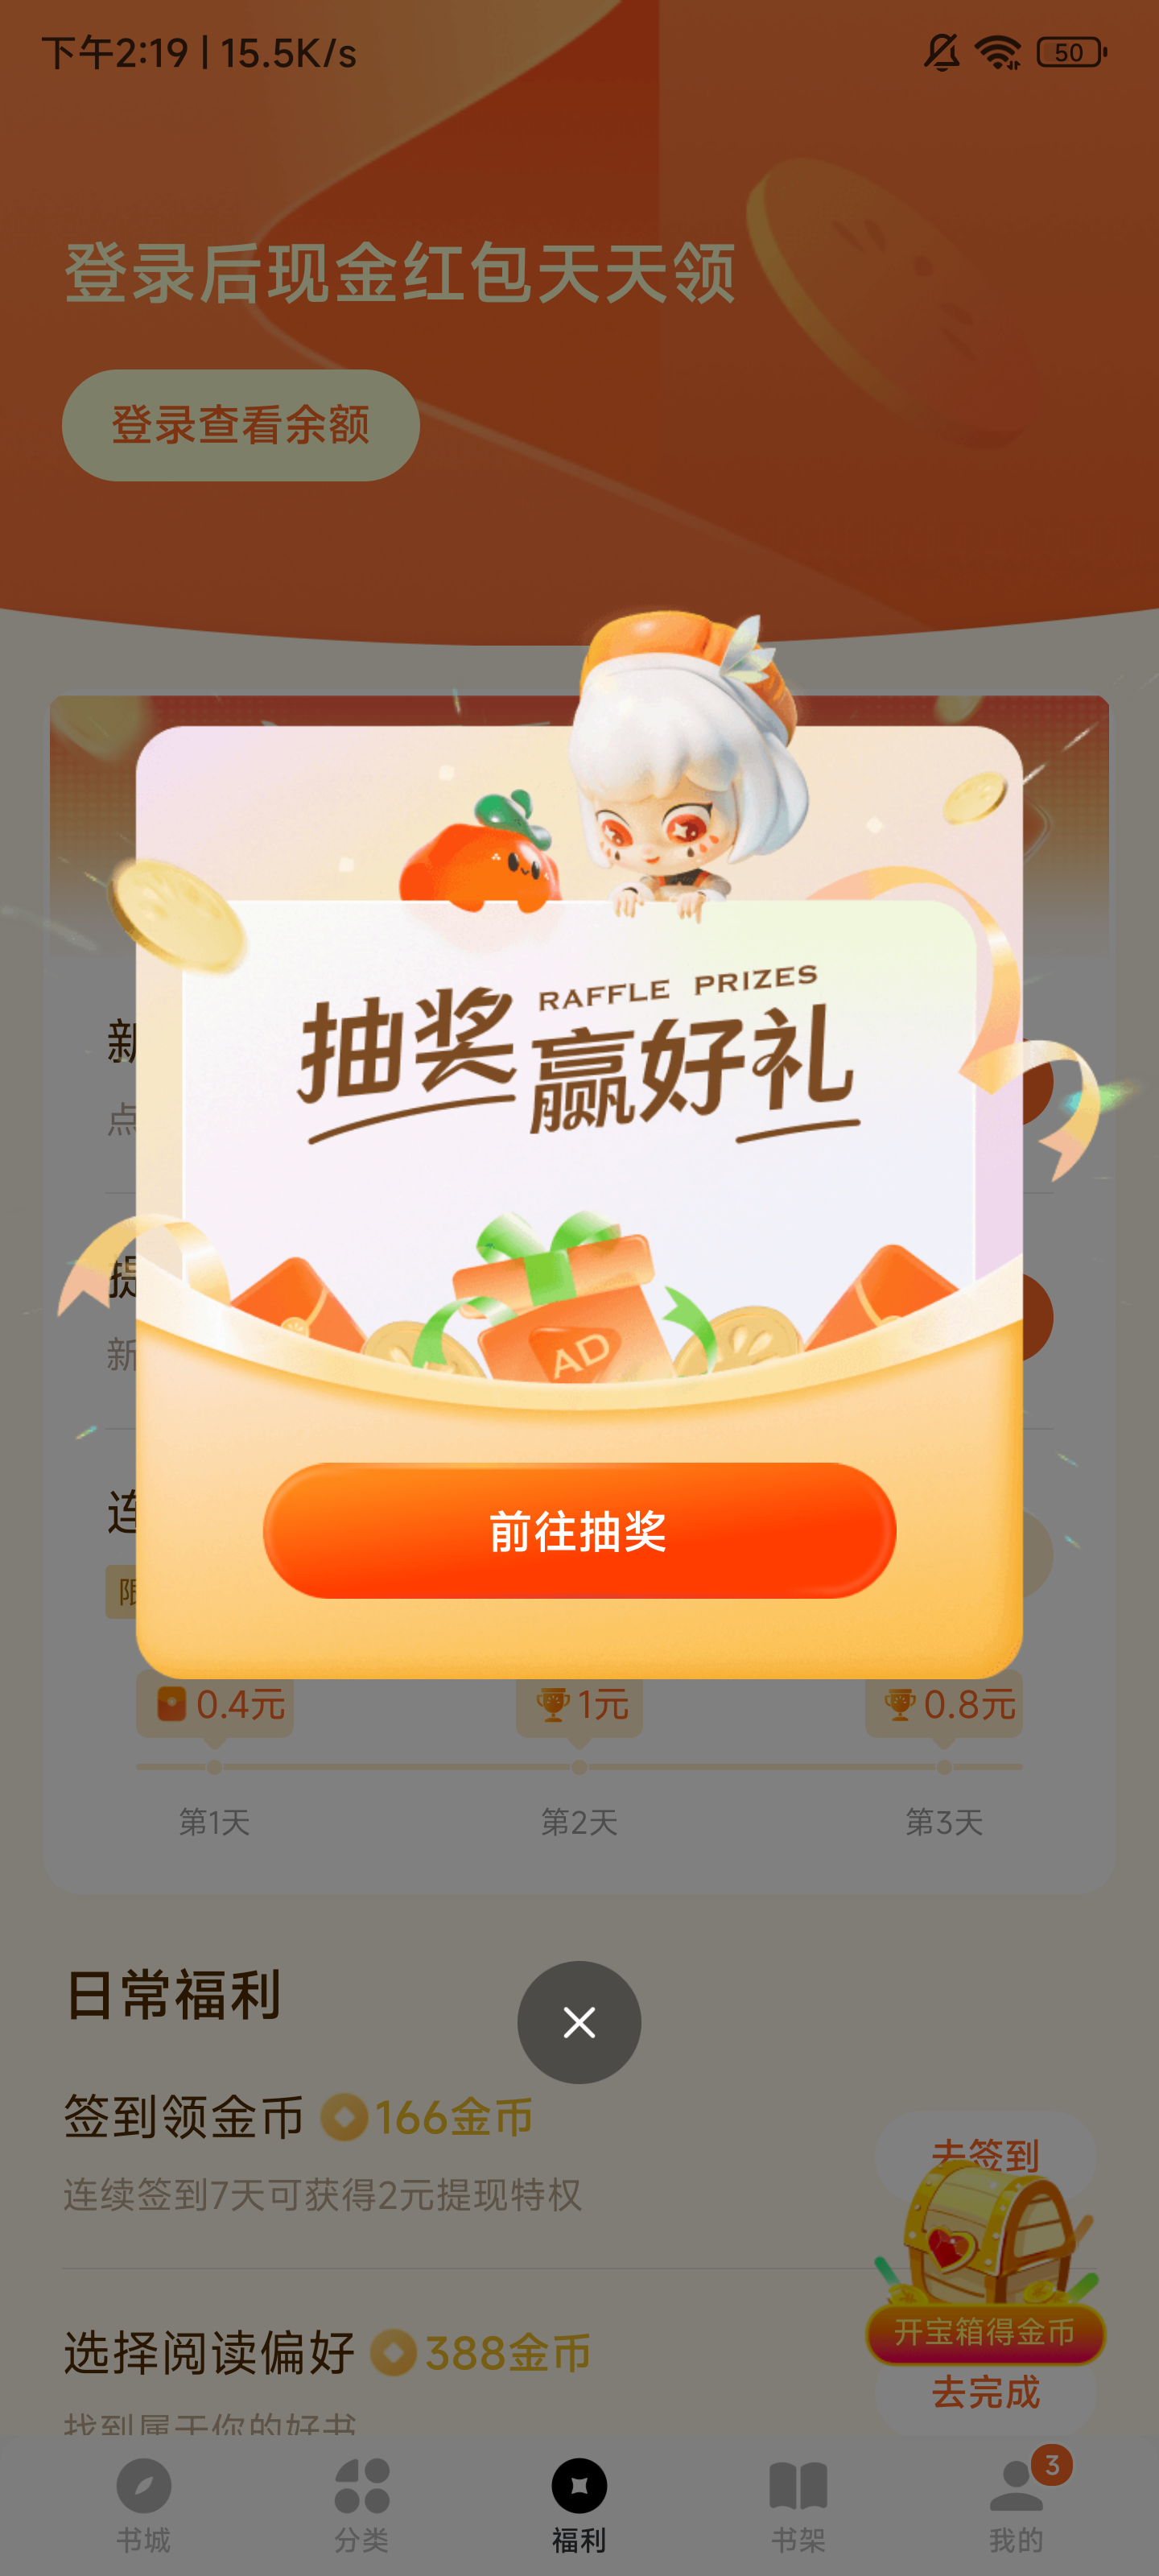 下午2:19 | 15.5K/s
50
登录后现金红包天天领
登录查看余额
RAFFLE PRIZES
抽奖赢好礼
新
点
提
新
AD
连
限
前往抽奖
0.4元 1元 0.8元
第1天 第2天 第3天
日常福利
签到领金币 166金币
去签到
连续签到7天可获得2元提现特权
开宝箱得金币
选择阅读偏好 388金币
去完成
找到属于你的好书
书城 分类 福利 书架 我的
3